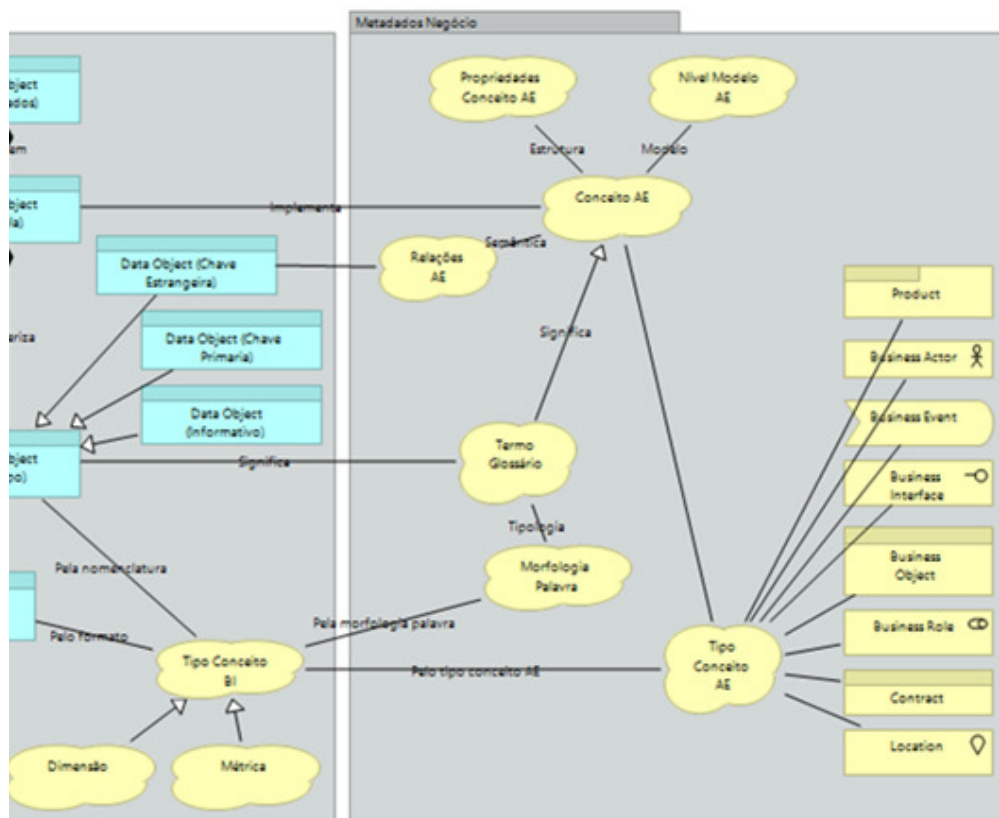 Metadados Negócio
Propriedades
Conceito AE
Nível Modelo
AE
Estrutura
Modelo
Conceito AE
Implemente
Semântica
Relações
AE
Data Object (Chave
Estrangeira)
Data Object (Chave
Primaria)
Data Object
(Informativo)
Significa
Product
Business Actor
Business Event
Business
Interface
Business
Object
Business Role
Contract
Location
Termo
Glossário
Significa
Tipologia
Morfologia
Palavra
Pela nomenclatura
Pela morfologia palavra
Pelo formato
Tipo Conceito
BI
Pelo tipo conceito AE
Tipo
Conceito
AE
Dimensão
Métrica